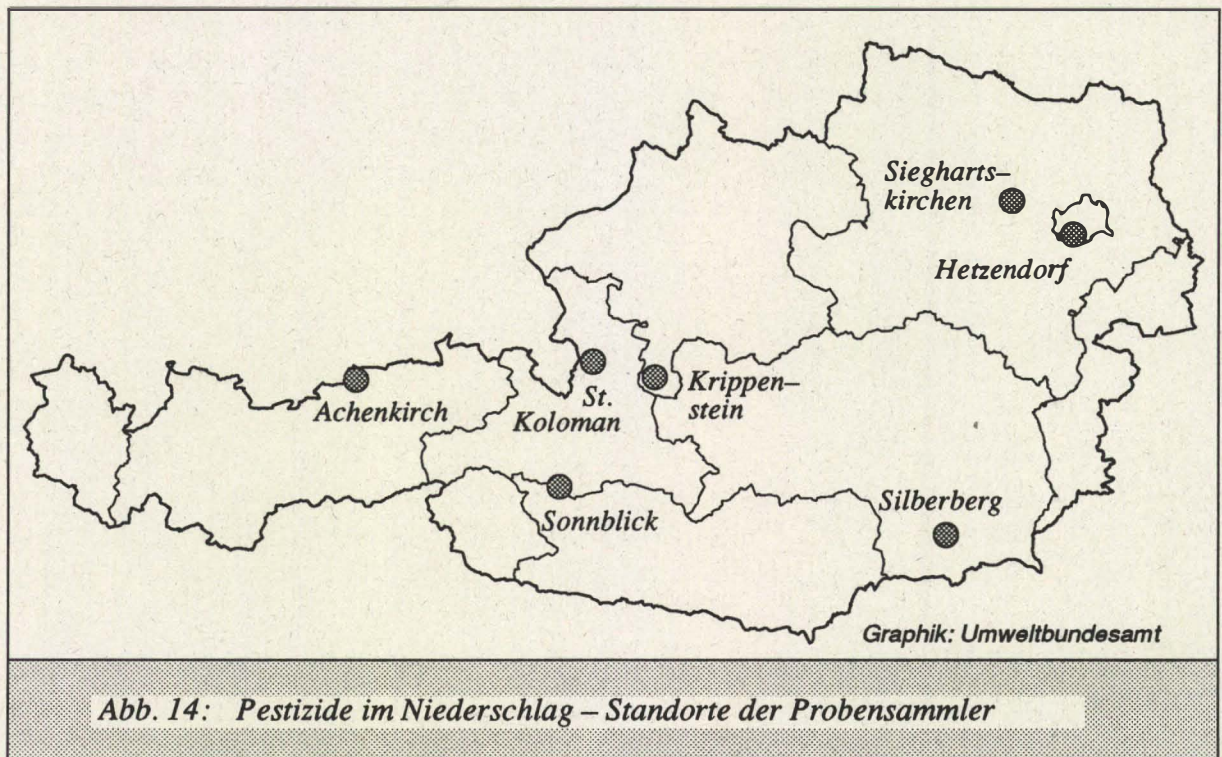 Siegharts–
kirchen
Hetzendorf
Achenkirch
St.
Koloman
Krippen–
stein
Sonnblick
Silberberg
Graphik: Umweltbundesamt
Abb. 14: Pestizide im Niederschlag – Standorte der Probensammler